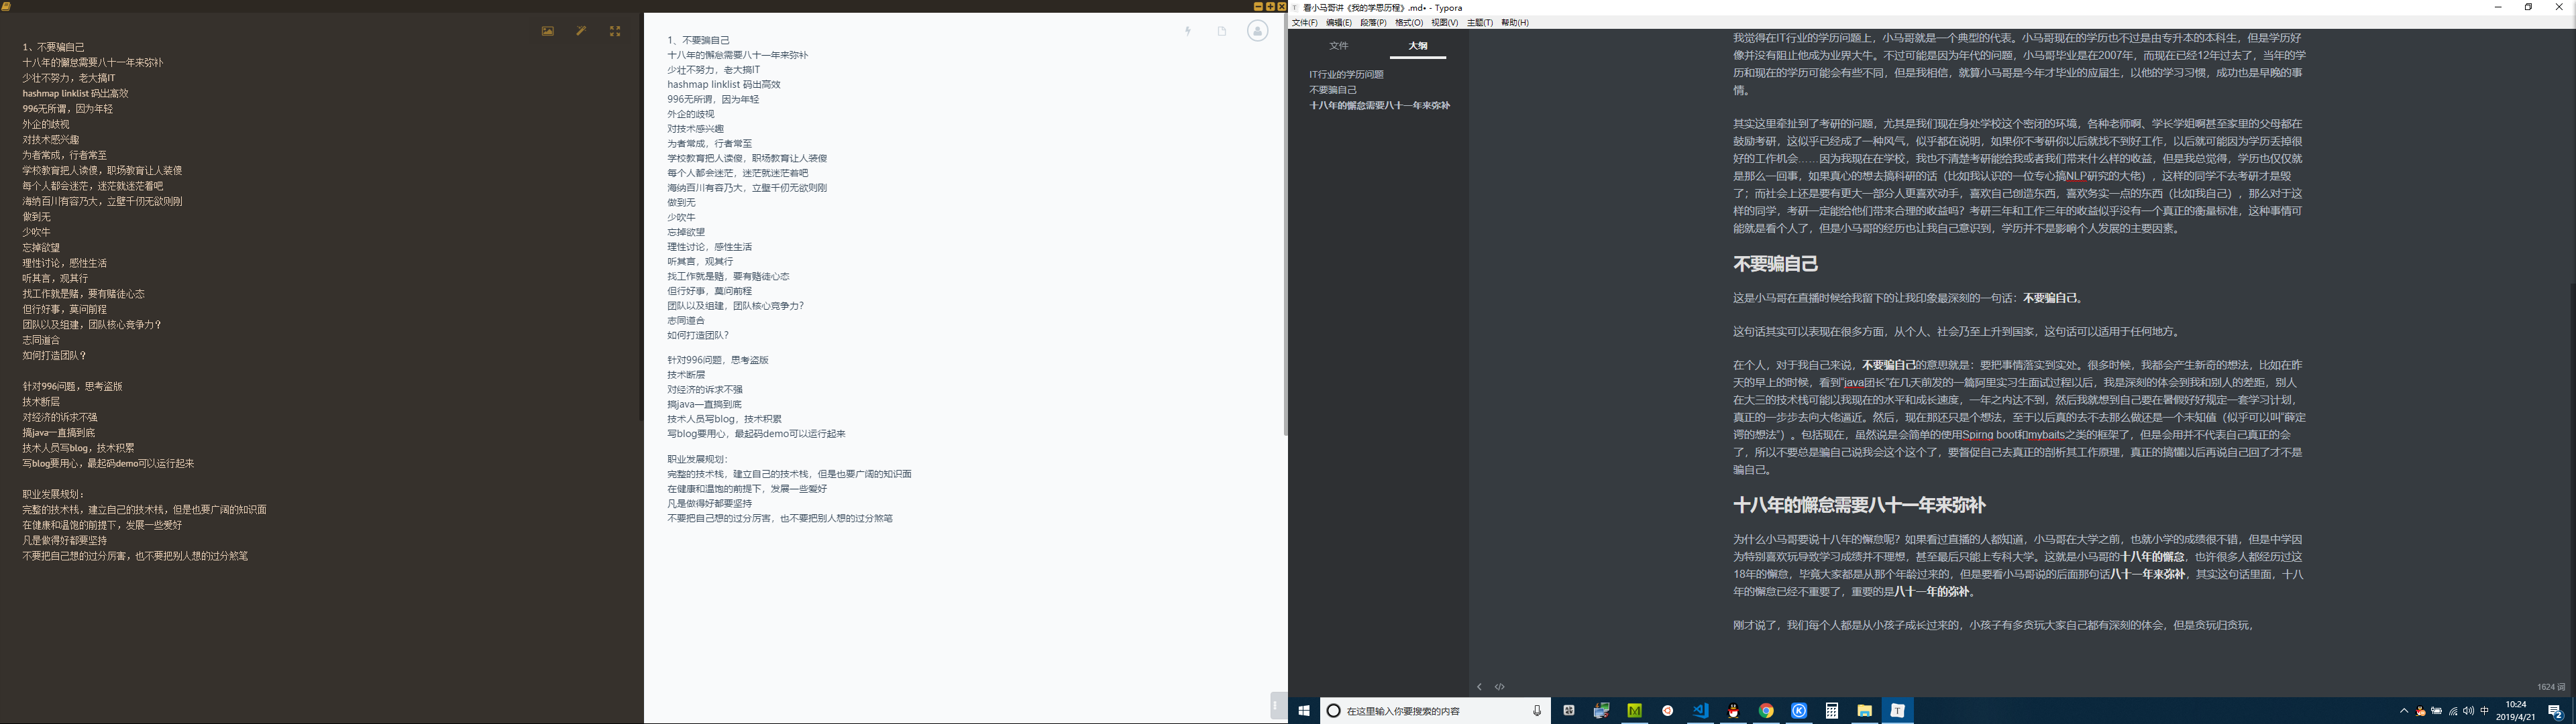 1、不要骗自己
十八年的懈怠需要八十一年来弥补
少壮不努力，老大搞IT
hashmap linklist 码出高效
996无所谓，因为年轻
外企的歧视
对技术感兴趣
为者常成，行者常至
学校教育把人读傻，职场教育让人装傻
每个人都会迷茫，迷茫就迷茫着吧
海纳百川有容乃大，立壁千仞无欲则刚
做到无
少吹牛
忘掉欲望
理性讨论，感性生活
听其言，观其行
找工作就是赌，要有赌徒心态
但行好事，莫问前程
团队以及组建，团队核心竞争力？
志同道合
如何打造团队？
针对996问题，思考盗版
技术断层
对经济的诉求不强
搞java一直搞到底
技术人员写blog，技术积累
写blog要用心，最起码demo可以运行起来
职业发展规划：
完整的技术栈，建立自己的技术栈，但是也要广阔的知识面
在健康和温饱的前提下，发展一些爱好
凡是做得好都要坚持
不要把自己想的过分厉害，也不要把别人想的过分煞笔
1、不要骗自己
十八年的懈怠需要八十一年来弥补
少壮不努力，老大搞IT
hashmap linklist 码出高效
996无所谓，因为年轻
外企的歧视
对技术感兴趣
为者常成，行者常至
学校教育把人读傻，职场教育让人装傻
每个人都会迷茫，迷茫就迷茫着吧
海纳百川有容乃大，立壁千仞无欲则刚
做到无
少吹牛
忘掉欲望
理性讨论，感性生活
听其言，观其行
找工作就是赌，要有赌徒心态
但行好事，莫问前程
团队以及组建，团队核心竞争力？
志同道合
如何打造团队？
针对996问题，思考盗版
技术断层
对经济的诉求不强
搞java一直搞到底
技术人员写blog，技术积累
写blog要用心，最起码demo可以运行起来
职业发展规划：
完整的技术栈，建立自己的技术栈，但是也要广阔的知识面
在健康和温饱的前提下，发展一些爱好
凡是做得好都要坚持
不要把自己想的过分厉害，也不要把别人想的过分煞笔
看小马哥讲《我的学思历程》.md• - Typora
文件(F) 编辑(E) 段落(P) 格式(O) 视图(V) 主题(T) 帮助(H)
文件 大纲
IT行业的学历问题
不要骗自己
十八年的懈怠需要八十一年来弥补
我觉得在IT行业的学历问题上，小马哥就是一个典型的代表。小马哥现在的学历也不过是由专升本的本科生，但是学历好
像并没有阻止他成为业界大牛。不过可能是因为年代的问题，小马哥毕业是在2007年，而现在已经12年过去了，当年的学
历和现在的学历可能会有些不同，但是我相信，就算小马哥是今年才毕业的应届生，以他的学习习惯，成功也是早晚的事
情。
其实这里牵扯到了考研的问题，尤其是我们现在身处学校这个密闭的环境，各种老师啊、学长学姐啊甚至家里的父母都在
鼓励考研，这似乎已经成了一种风气，似乎都在说明，如果你不考研你以后就找不到好工作，以后就可能因为学历丢掉很
好的工作机会……因为我现在在学校，我也不清楚考研能给我或者我们带来什么样的收益，但是我总觉得，学历也仅仅就
是那么一回事，如果真心的想去搞科研的话（比如我认识的一位专心搞NLP研究的大佬），这样的同学不去考研才是毁
了；而社会上还是要有更大一部分人更喜欢动手，喜欢自己创造东西，喜欢务实一点的东西（比如我自己），那么对于这
样的同学，考研一定能给他们带来合理的收益吗？考研三年和工作三年的收益似乎没有一个真正的衡量标准，这种事情可
能就是看个人了，但是小马哥的经历也让我自己意识到，学历并不是影响个人发展的主要因素。
不要骗自己
这是小马哥在直播时候给我留下的让我印象最深刻的一句话：不要骗自己。
这句话其实可以表现在很多方面，从个人、社会乃至上升到国家，这句话可以适用于任何地方。
在个人，对于我自己来说，不要骗自己的意思就是：要把事情落实到实处。很多时候，我都会产生新奇的想法，比如在昨
天的早上的时候，看到“java团长”在几天前发的一篇阿里实习生面试过程以后，我是深刻的体会到我和别人的差距，别人
在大三的技术栈可能以我现在的水平和成长速度，一年之内达不到，然后我就想到自己要在暑假好好规定一套学习计划，
真正的一步步去向大佬逼近。然后，现在那还只是个想法，至于以后真的去不去那么做还是一个未知值（似乎可以叫“薛定
谔的想法”）。包括现在，虽然说是会简单的使用Spirng boot和mybaits之类的框架了，但是会用并不代表自己真正的会
了，所以不要总是骗自己说我会这个这个了，要督促自己去真正的剖析其工作原理，真正的搞懂以后再说自己回了才不是
骗自己。
十八年的懈怠需要八十一年来弥补
为什么小马哥要说十八年的懈怠呢？如果看过直播的人都知道，小马哥在大学之前，也就小学的成绩很不错，但是中学因
为特别喜欢玩导致学习成绩并不理想，甚至最后只能上专科大学。这就是小马哥的十八年的懈怠，也许很多人都经历过这
18年的懈怠，毕竟大家都是从那个年龄过来的，但是要看小马哥说的后面那句话八十一年来弥补，其实这句话里面，十八
年的懈怠已经不重要了，重要的是八十一年的弥补。
刚才说了，我们每个人都是从小孩子成长过来的，小孩子有多贪玩大家自己都有深刻的体会，但是贪玩归贪玩，
1624 词
在这里输入你要搜索的内容
中
10:24
2019/4/21
2